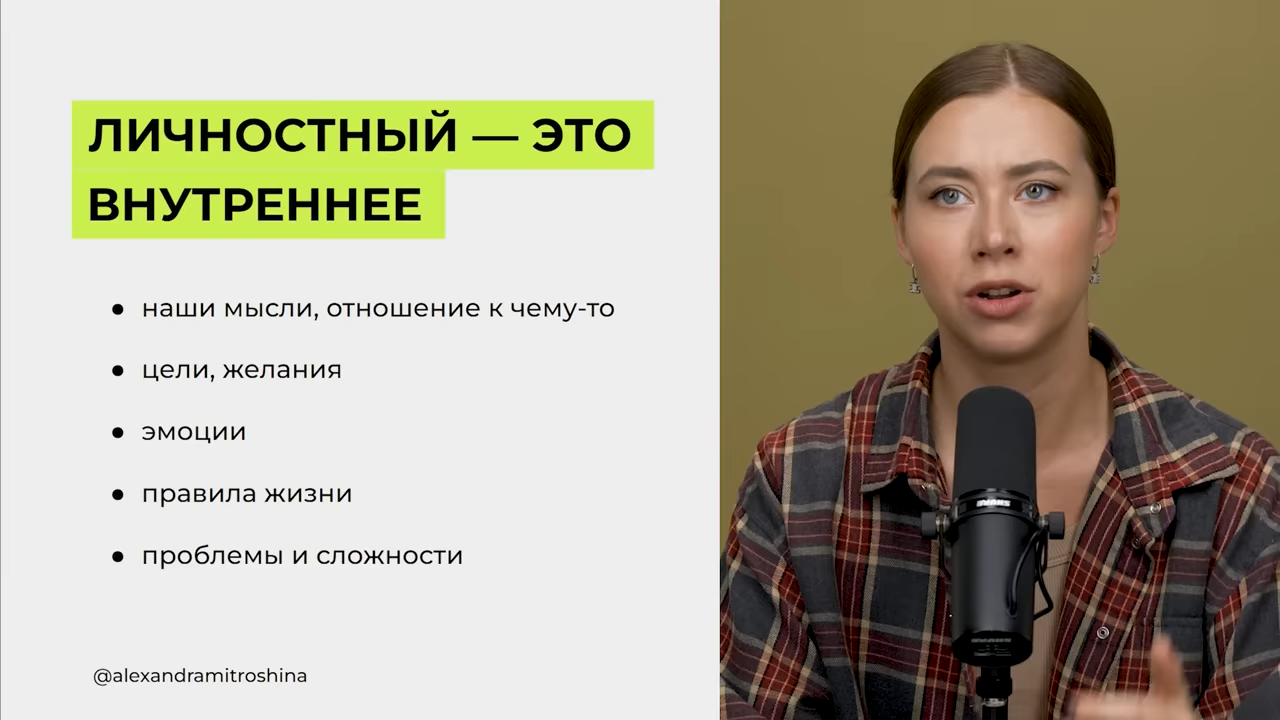 ЛИЧНОСТНЫЙ — ЭТО
ВНУТРЕННЕЕ
● наши мысли, отношение к чему-то
● цели, желания
● эмоции
● правила жизни
● проблемы и сложности
@alexandramitroshina